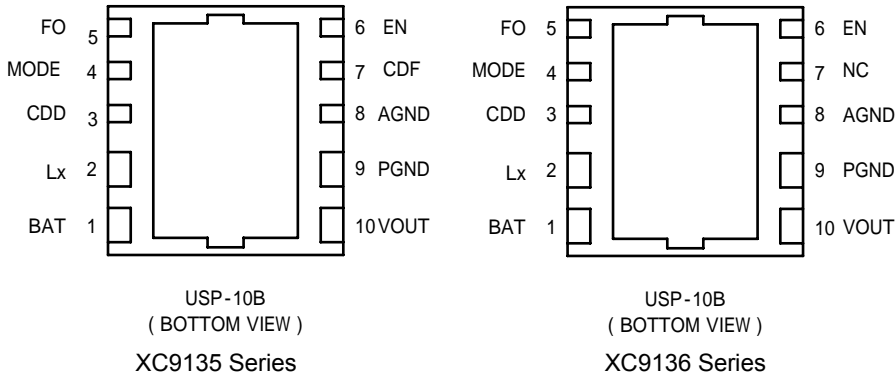 FO 5 6 EN
MODE 4 7 CDF
CDD 3 8 AGND
Lx 2 9 PGND
BAT 1 10 VOUT
USP-10B
( BOTTOM VIEW )
XC9135 Series
FO 5 6 EN
MODE 4 7 NC
CDD 3 8 AGND
Lx 2 9 PGND
BAT 1 10 VOUT
USP-10B
( BOTTOM VIEW )
XC9136 Series